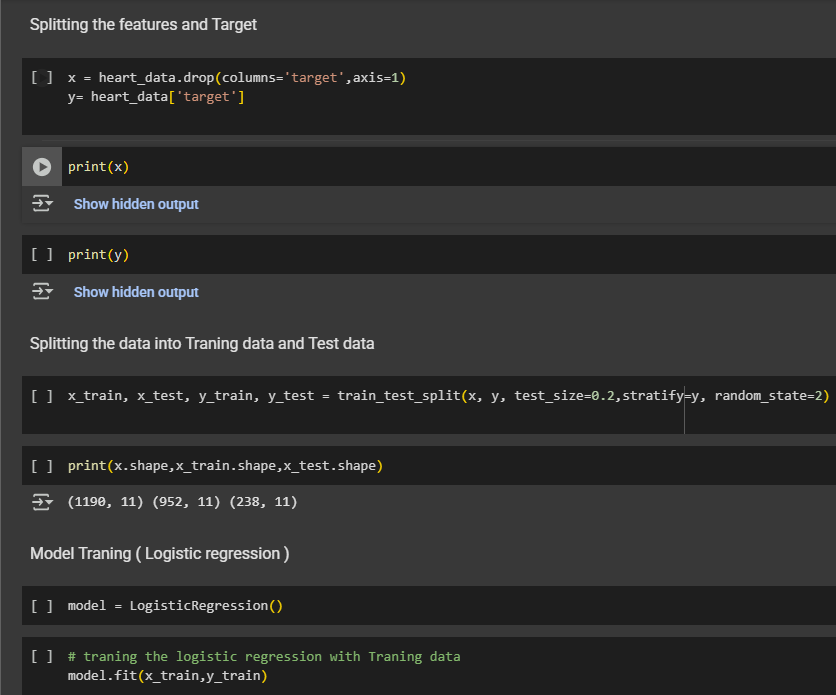 Splitting the features and Target
[ ] x = heart_data.drop(columns='target',axis=1)
y= heart_data['target']
print(x)
Show hidden output
[ ] print(y)
Show hidden output
Splitting the data into Traning data and Test data
[ ] x_train, x_test, y_train, y_test = train_test_split(x, y, test_size=0.2,stratify=y, random_state=2)
[ ] print(x.shape,x_train.shape,x_test.shape)
(1190, 11) (952, 11) (238, 11)
Model Traning ( Logistic regression )
[ ] model = LogisticRegression()
[ ] # traning the logistic regression with Traning data
model.fit(x_train,y_train)